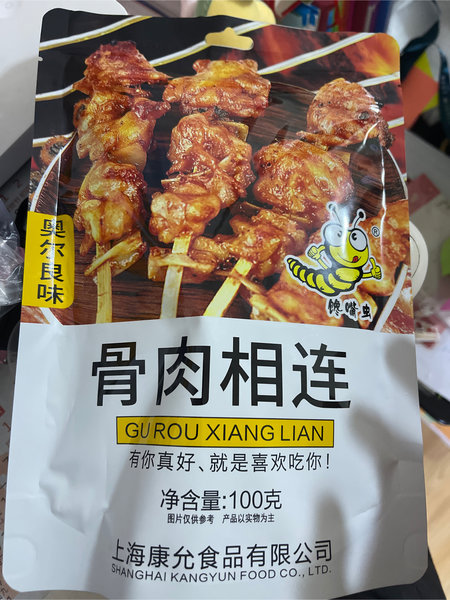 奥尔良味
®
馋嘴虫
骨肉相连
GU ROU XIANG LIAN
有你真好、就是喜欢吃你！
净含量:100克
图片仅供参考 产品以实物为主
上海康允食品有限公司
SHANGHAI KANGYUN FOOD CO., LTD.